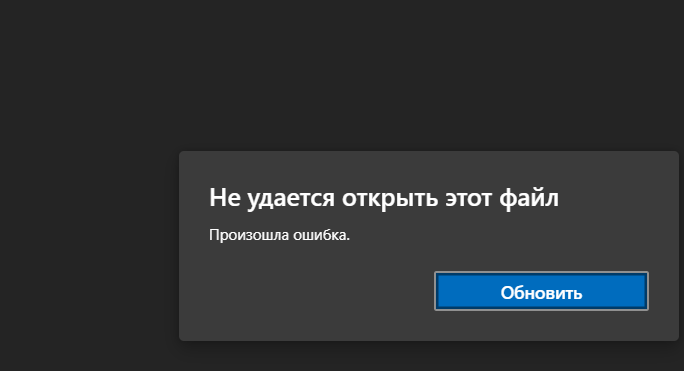 Не удается открыть этот файл
Произошла ошибка.
Обновить